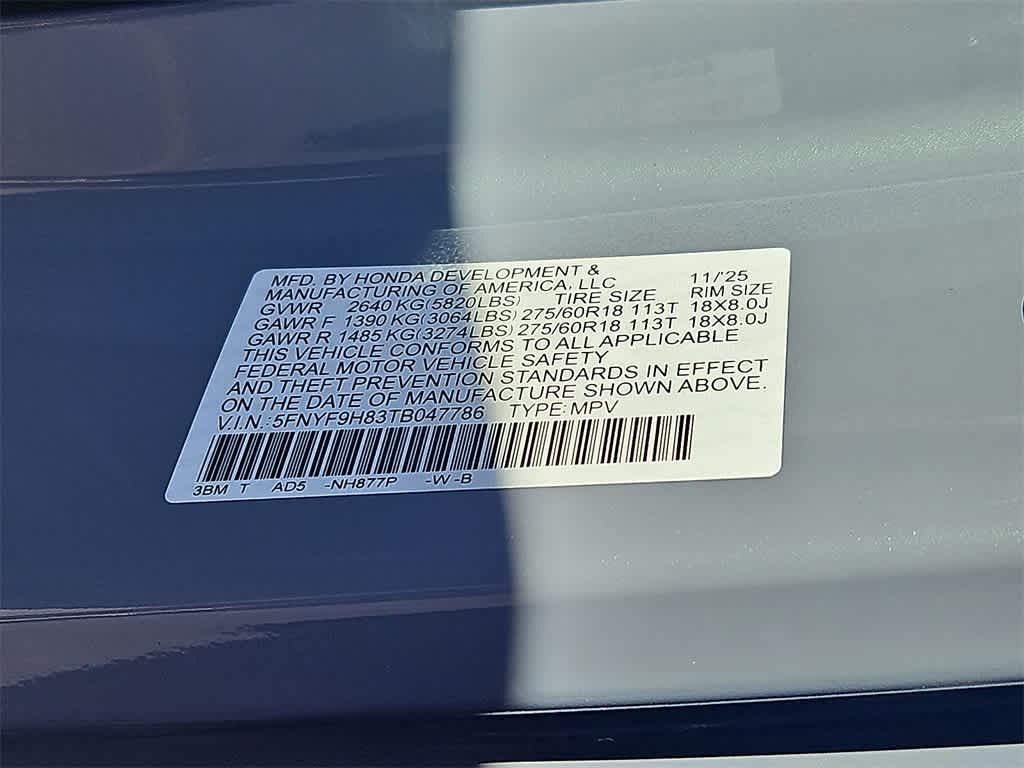 MFD. BY HONDA DEVELOPMENT & 11/'25
MANUFACTURING OF AMERICA, LLC
GVWR 2640 KG(5820LBS) TIRE SIZE RIM SIZE
GAWR F 1390 KG(3064LBS) 275/60R18 113T 18X8.0J
GAWR R 1485 KG(3274LBS) 275/60R18 113T 18X8.0J
THIS VEHICLE CONFORMS TO ALL APPLICABLE
FEDERAL MOTOR VEHICLE SAFETY
AND THEFT PREVENTION STANDARDS IN EFFECT
ON THE DATE OF MANUFACTURE SHOWN ABOVE.
V.I.N.: 5FNYF9H83TB047786 TYPE: MPV
3BM T AD5 -NH877P -W -B